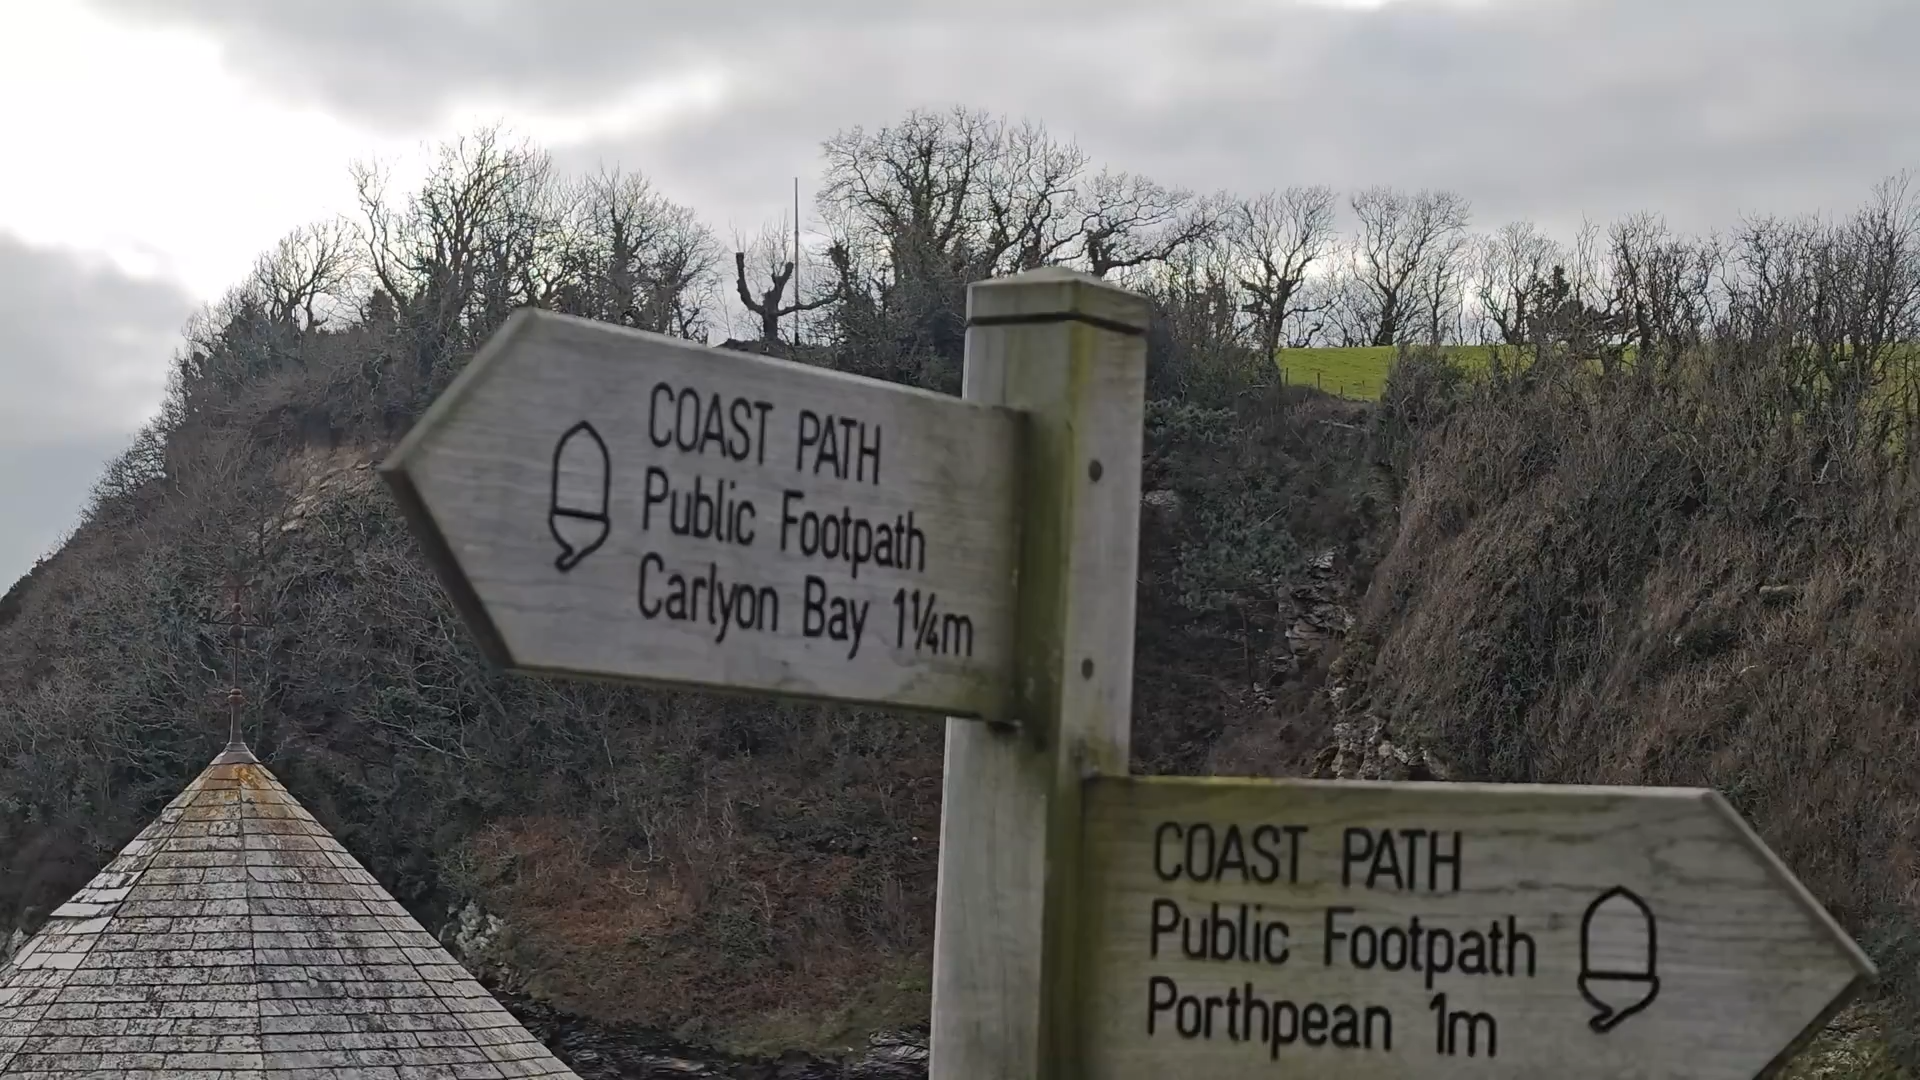 COAST PATH
Public Footpath
Carlyon Bay 1¼m
COAST PATH
Public Footpath
Porthpean 1m